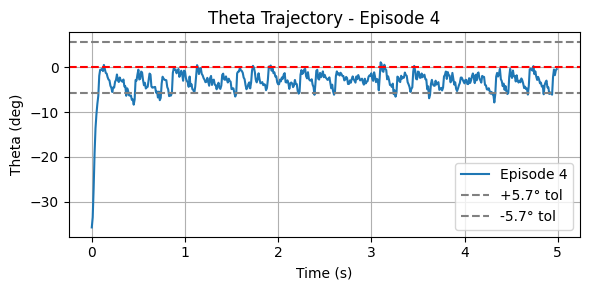 Theta Trajectory - Episode 4
Theta (deg)
0
−10
−20
−30
0
1
2
3
4
5
Time (s)
Episode 4
+5.7° tol
-5.7° tol